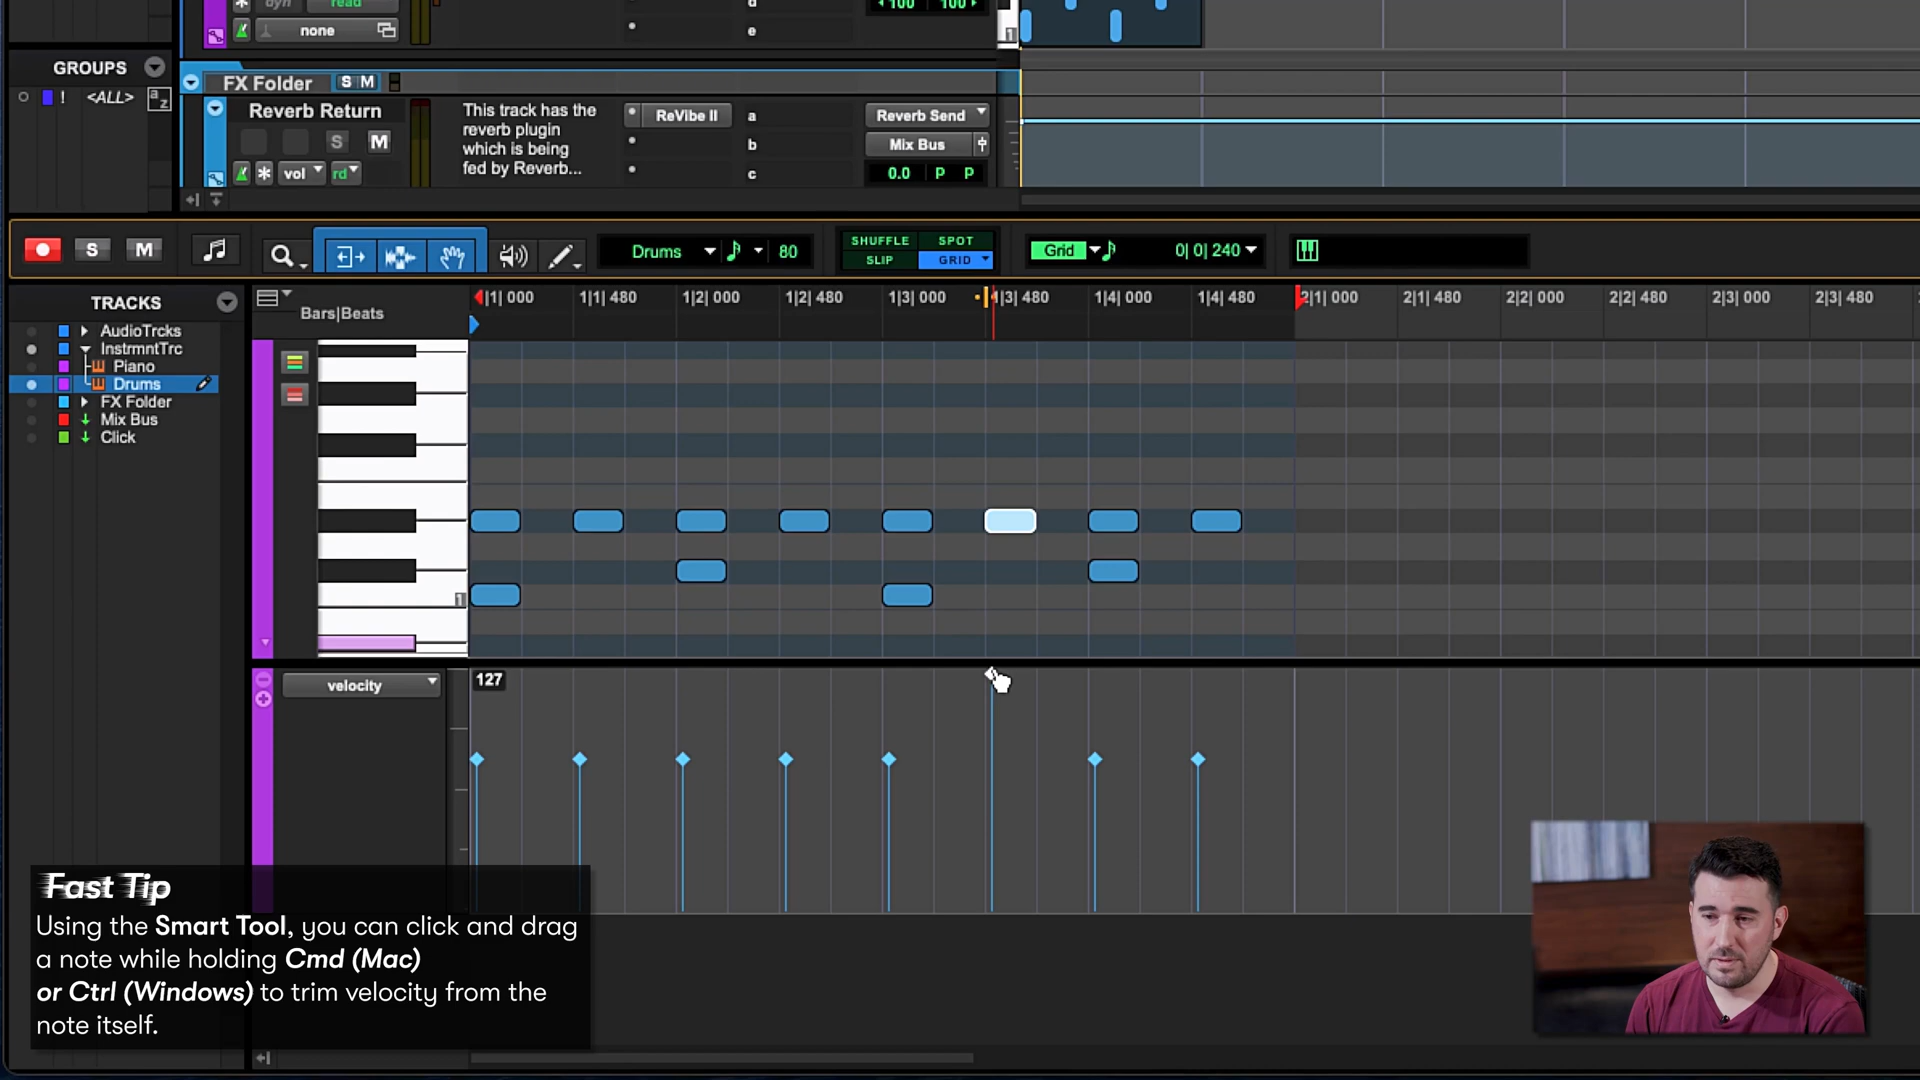 dyn read
none
d
e
100 100
1
GROUPS
! <ALL> a z
FX Folder S M
Reverb Return
S M
vol rd
This track has the
reverb plugin
which is being
fed by Reverb...
ReVibe II a
b
c
Reverb Send
Mix Bus
0.0 P P
S M
Drums 80
SHUFFLE SPOT
SLIP GRID
Grid 0| 0| 240
TRACKS
AudioTrcks
InstrmntTrc
Piano
Drums
FX Folder
Mix Bus
Click
Bars|Beats
1|1| 000 1|1| 480 1|2| 000 1|2| 480 1|3| 000 1|3| 480 1|4| 000 1|4| 480 2|1| 000 2|1| 480 2|2| 000 2|2| 480 2|3| 000 2|3| 480
1
velocity
127
Fast Tip
Using the Smart Tool, you can click and drag
a note while holding Cmd (Mac)
or Ctrl (Windows) to trim velocity from the
note itself.